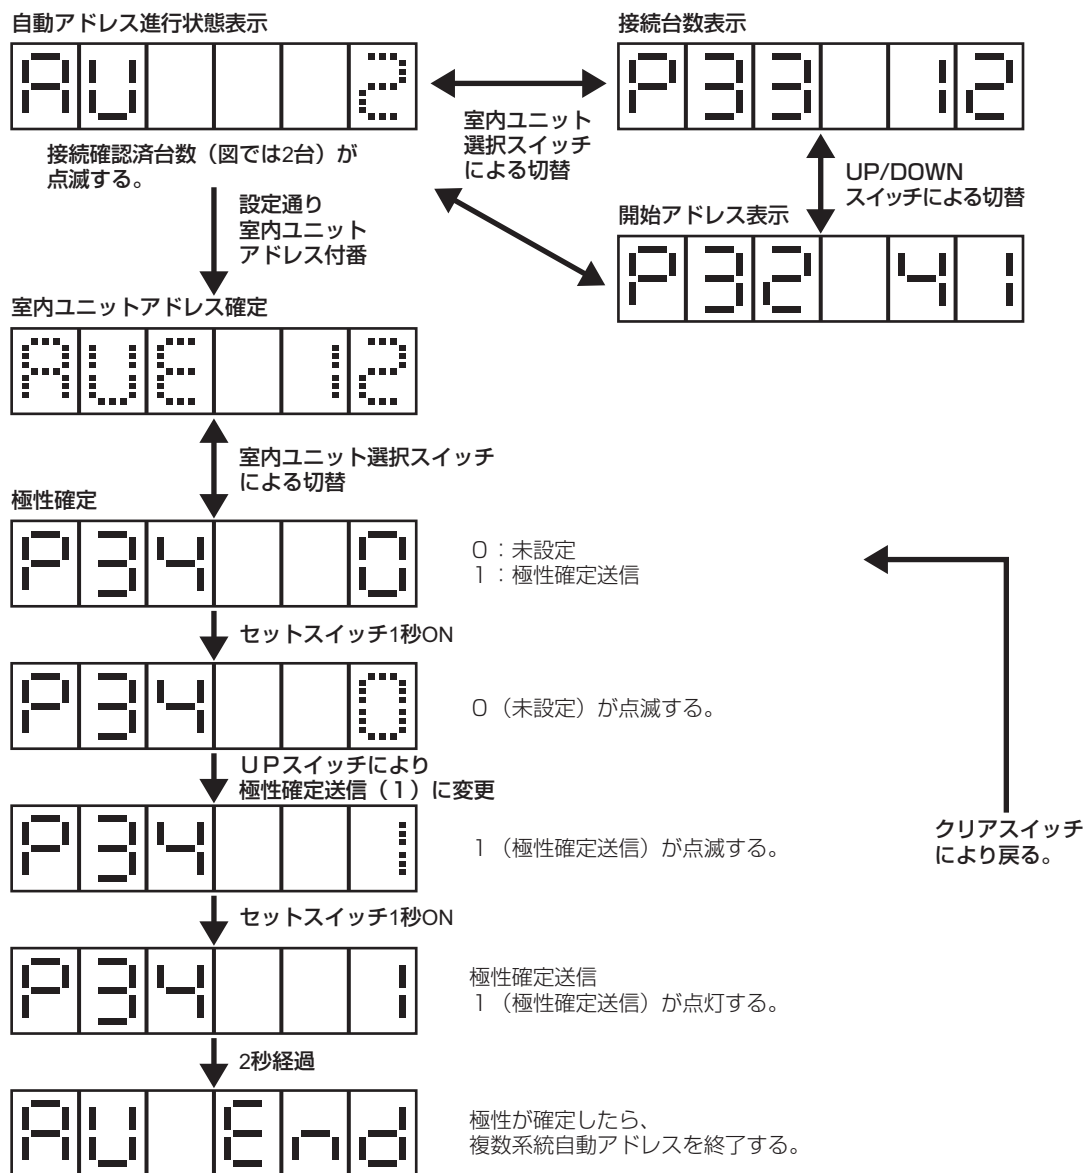 自動アドレス進行状態表示
AU 2
接続確認済台数（図では2台）が
点滅する。
室内ユニット
選択スイッチ
による切替
接続台数表示
P33 12
UP/DOWN
スイッチによる切替
開始アドレス表示
P32 41
設定通り
室内ユニット
アドレス付番
室内ユニットアドレス確定
AUE 12
室内ユニット選択スイッチ
による切替
極性確定
P34 0
０：未設定
１：極性確定送信
セットスイッチ1秒ON
P34 0
０（未設定）が点滅する。
ＵＰスイッチにより
極性確定送信（１）に変更
P34 1
１（極性確定送信）が点滅する。
クリアスイッチ
により戻る。
セットスイッチ1秒ON
P34 1
極性確定送信
１（極性確定送信）が点灯する。
2秒経過
AU End
極性が確定したら、
複数系統自動アドレスを終了する。